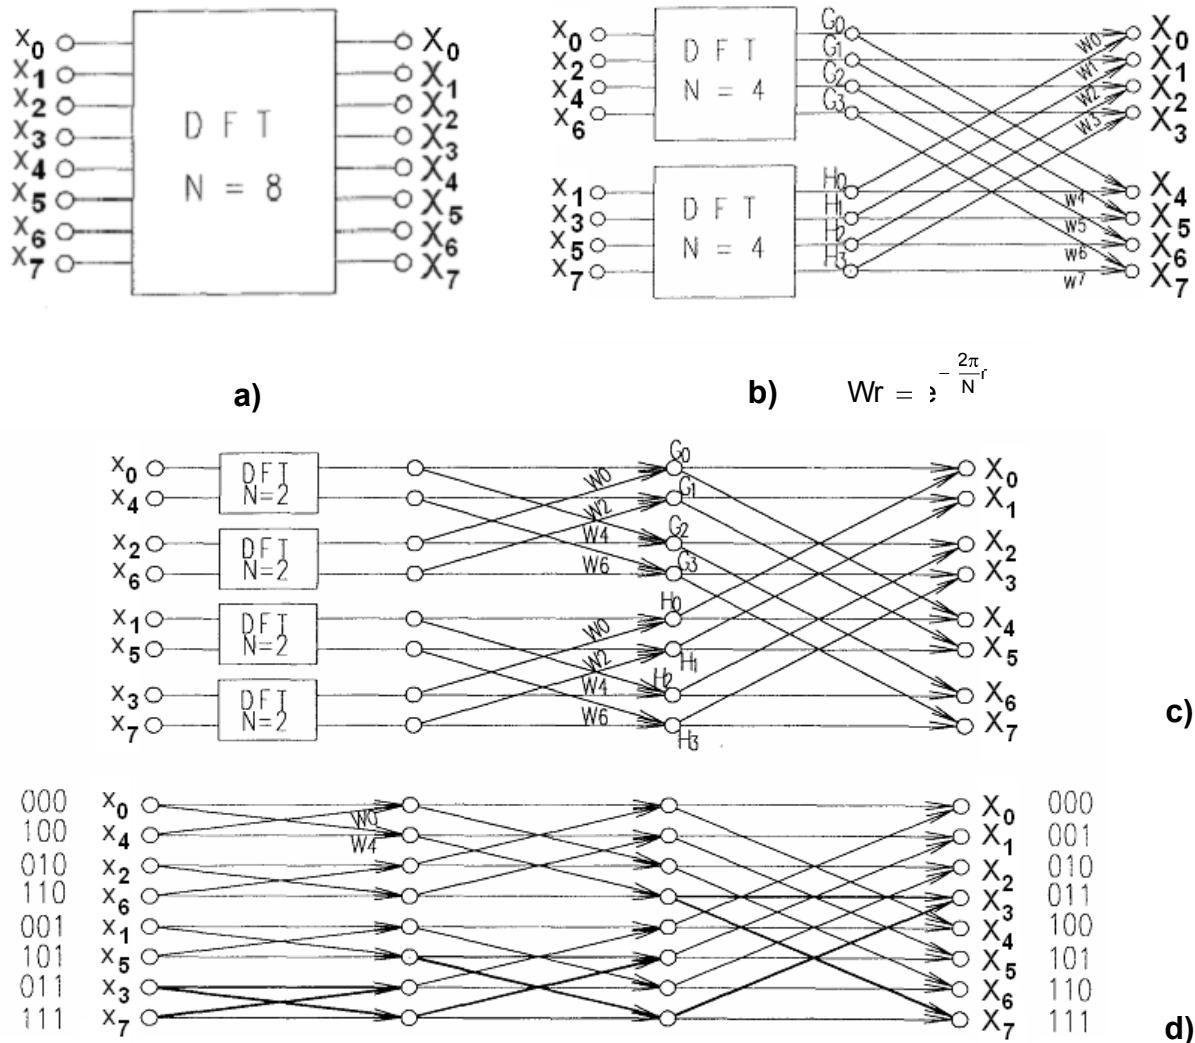 X0 X0
X1 X1
X2 DFT X2
X3 X3
X4 N = 8 X4
X5 X5
X6 X6
X7 X7
a)
X0 G0 W0 X0
X2 DFT G1 W1 X1
X4 N = 4 G2 W2 X2
X6 G3 W3 X3
X1 H0 W4 X4
X3 DFT H1 W5 X5
X5 N = 4 H2 W6 X6
X7 H3 W7 X7
b) Wr = e^{- 2π/N r}
X0 DFT G0 X0
X4 N=2 W0 G1 X1
X2 DFT W2 W4 G2 X2
X6 N=2 W6 G3 X3
X1 DFT H0 X4
X5 N=2 W0 H1 X5
X3 DFT W2 W4 H2 X6
X7 N=2 W6 H3 X7
c)
000 X0 W0 X0 000
100 X4 W4 X1 001
010 X2 X2 010
110 X6 X3 011
001 X1 X4 100
101 X5 X5 101
011 X3 X6 110
111 X7 X7 111
d)